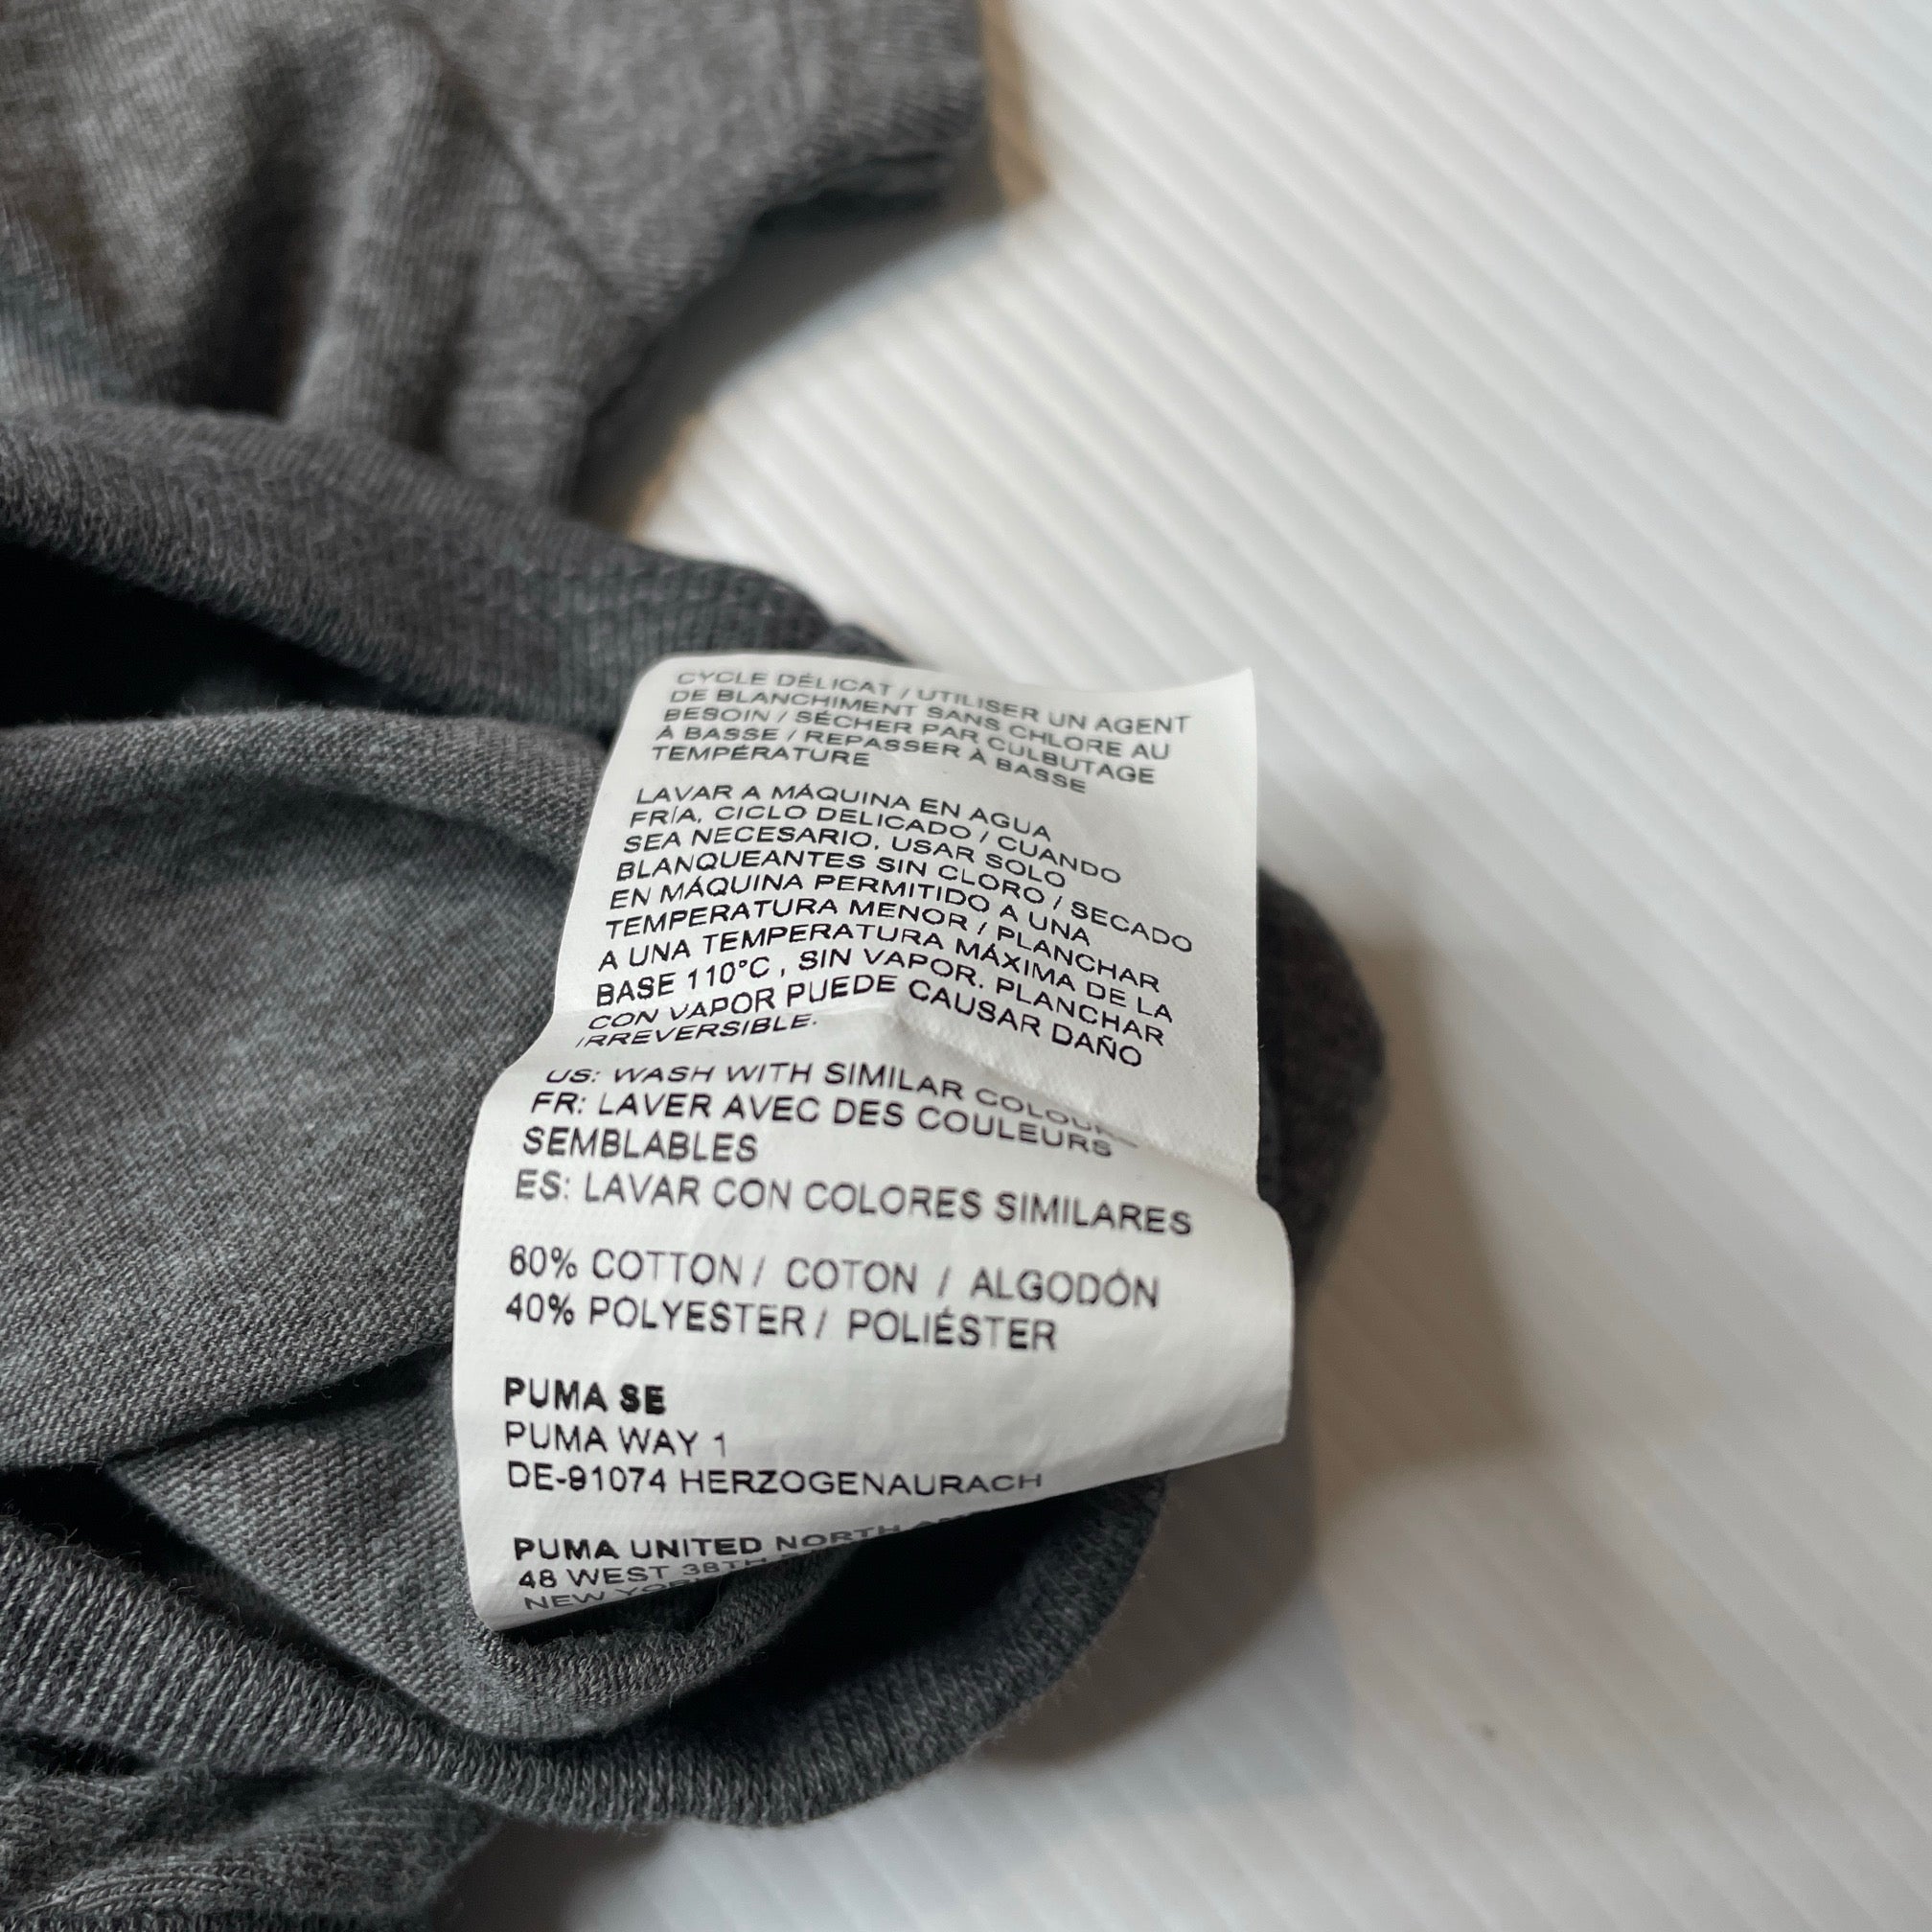 CYCLE DÉLICAT / UTILISER UN AGENT
DE BLANCHIMENT SANS CHLORE AU
BESOIN / SÉCHER PAR CULBUTAGE
À BASSE / REPASSER À BASSE
TEMPÉRATURE
LAVAR A MÁQUINA EN AGUA
FRÍA, CICLO DELICADO / CUANDO
SEA NECESARIO, USAR SOLO
BLANQUEANTES SIN CLORO / SECADO
EN MÁQUINA PERMITIDO A UNA
TEMPERATURA MENOR / PLANCHAR
A UNA TEMPERATURA MÁXIMA DE LA
BASE 110°C , SIN VAPOR. PLANCHAR
CON VAPOR PUEDE CAUSAR DAÑO
IRREVERSIBLE.
US: WASH WITH SIMILAR COLOURS
FR: LAVER AVEC DES COULEURS
SEMBLABLES
ES: LAVAR CON COLORES SIMILARES
60% COTTON / COTON / ALGODÓN
40% POLYESTER / POLIÉSTER
PUMA SE
PUMA WAY 1
DE-91074 HERZOGENAURACH
PUMA UNITED NORTH
48 WEST 38TH
NEW YORK